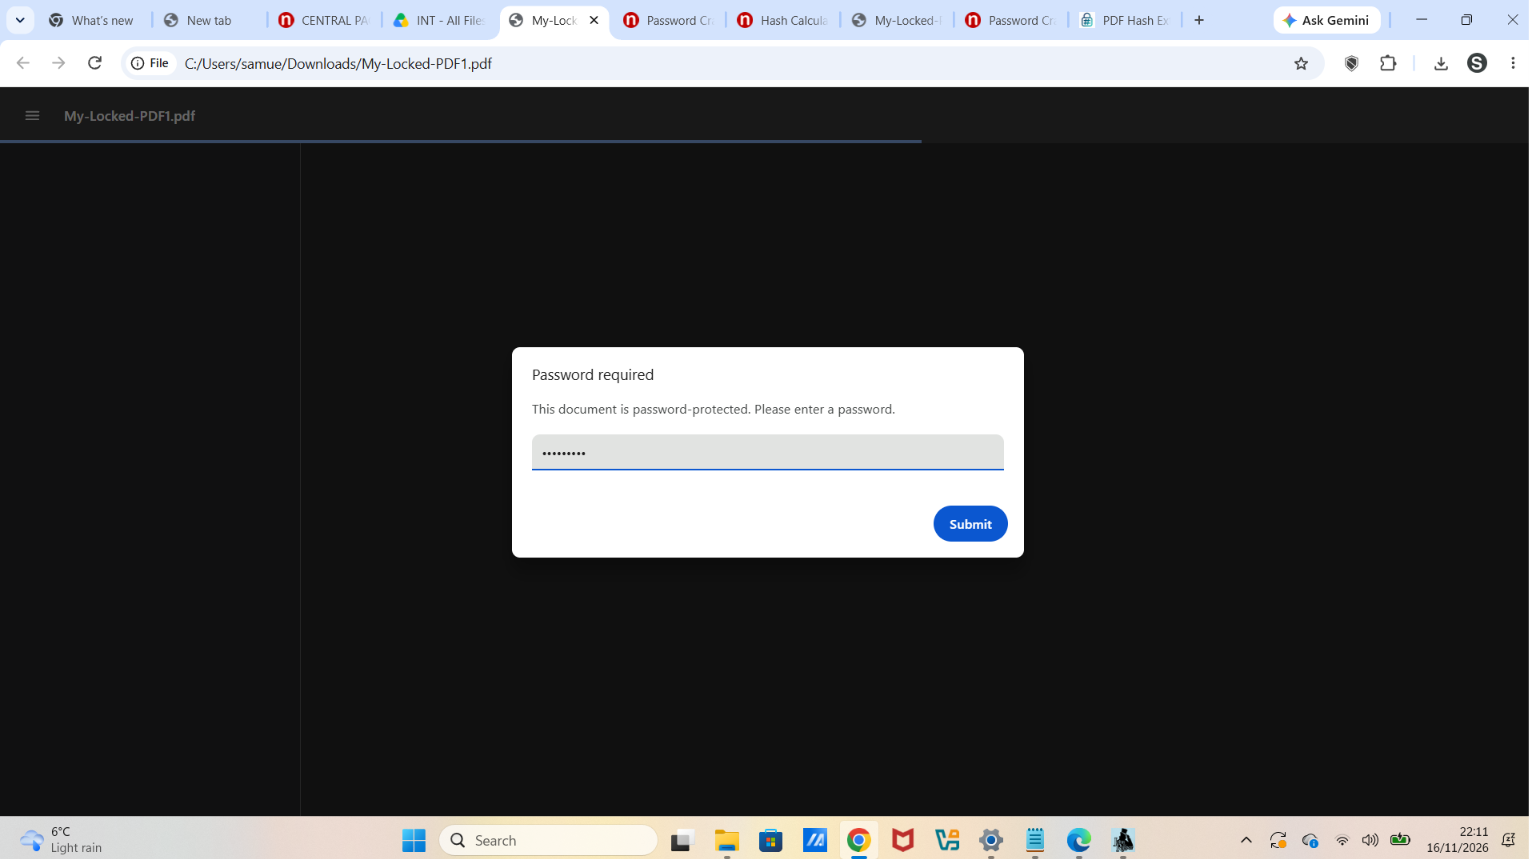 What's new
New tab
CENTRAL PA
INT - All File
My-Lock
Password Cr
Hash Calcula
My-Locked-
Password Cr
PDF Hash Ex
Ask Gemini
File
C:/Users/samue/Downloads/My-Locked-PDF1.pdf
S
My-Locked-PDF1.pdf
Password required
This document is password-protected. Please enter a password.
•••••••••
Submit
6°C
Light rain
Search
22:11
16/11/2026